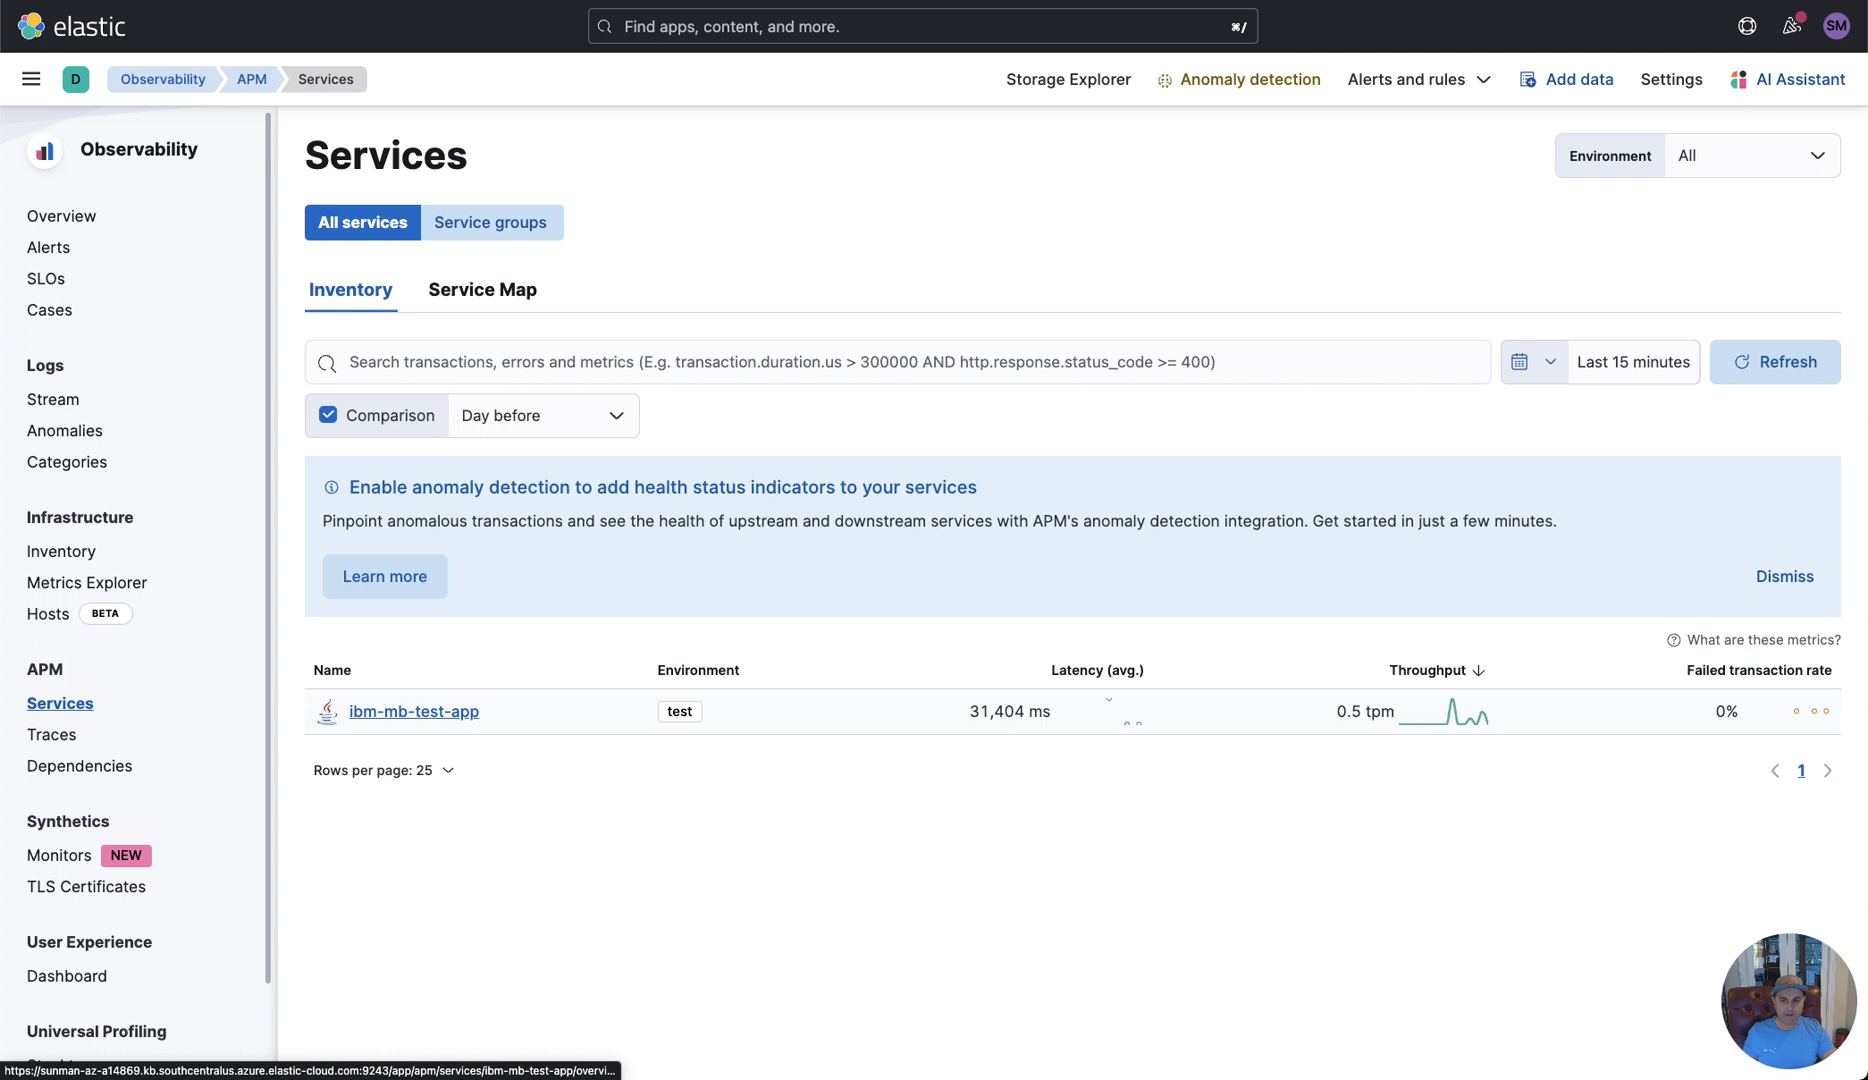 elastic
Find apps, content, and more.
⌘/
SM
D
Observability
APM
Services
Storage Explorer
Anomaly detection
Alerts and rules
Add data
Settings
AI Assistant
Observability
Overview
Alerts
SLOs
Cases
Logs
Stream
Anomalies
Categories
Infrastructure
Inventory
Metrics Explorer
Hosts BETA
APM
Services
Traces
Dependencies
Synthetics
Monitors NEW
TLS Certificates
User Experience
Dashboard
Universal Profiling
Services
Environment All
All services Service groups
Inventory Service Map
Search transactions, errors and metrics (E.g. transaction.duration.us > 300000 AND http.response.status_code >= 400)
Last 15 minutes
Refresh
Comparison Day before
Enable anomaly detection to add health status indicators to your services
Pinpoint anomalous transactions and see the health of upstream and downstream services with APM's anomaly detection integration. Get started in just a few minutes.
Learn more
Dismiss
What are these metrics?
Name Environment Latency (avg.) Throughput Failed transaction rate
ibm-mb-test-app test 31,404 ms 0.5 tpm 0%
Rows per page: 25
1
https://sunman-az-a14869.kb.southcentralus.azure.elastic-cloud.com:9243/app/apm/services/ibm-mb-test-app/overvi...